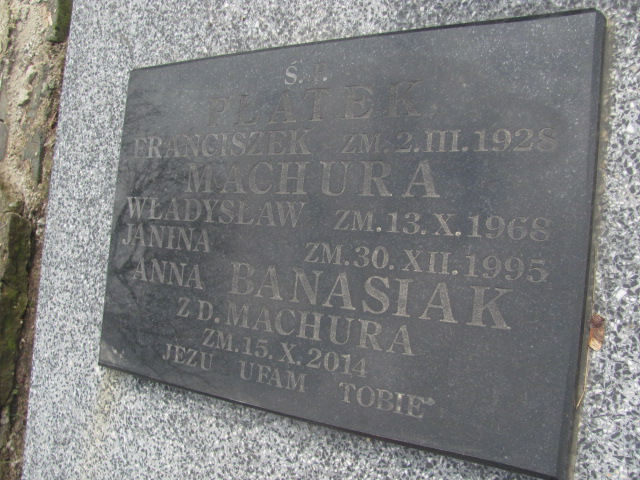 Ś. P.
PLATEK
FRANCISZEK ZM. 2. III. 1928
MACHURA
WŁADYSŁAW ZM. 13. X. 1968
JANINA ZM. 30. XII. 1995
ANNA BANASIAK
Z D. MACHURA
ZM. 15. X. 2014
JEZU UFAM TOBIE